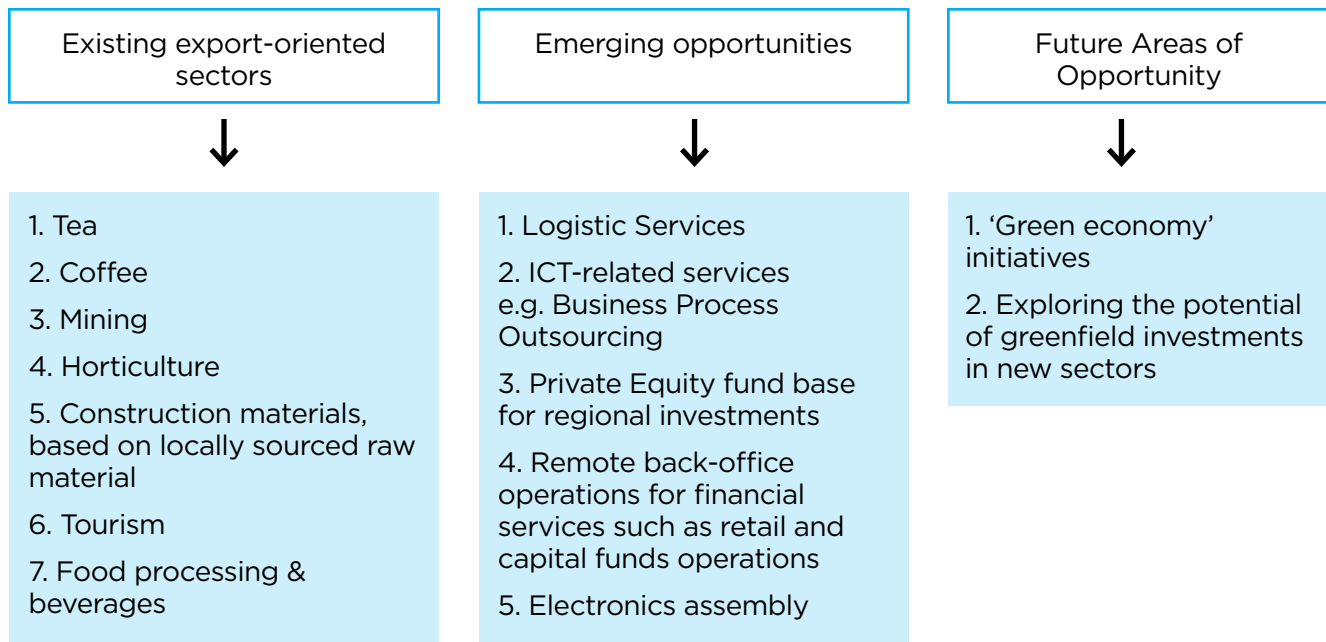 Existing export-oriented
sectors
1. Tea
2. Coffee
3. Mining
4. Horticulture
5. Construction materials,
based on locally sourced raw
material
6. Tourism
7. Food processing &
beverages
Emerging opportunities
1. Logistic Services
2. ICT-related services
e.g. Business Process
Outsourcing
3. Private Equity fund base
for regional investments
4. Remote back-office
operations for financial
services such as retail and
capital funds operations
5. Electronics assembly
Future Areas of
Opportunity
1. ‘Green economy’
initiatives
2. Exploring the potential
of greenfield investments
in new sectors